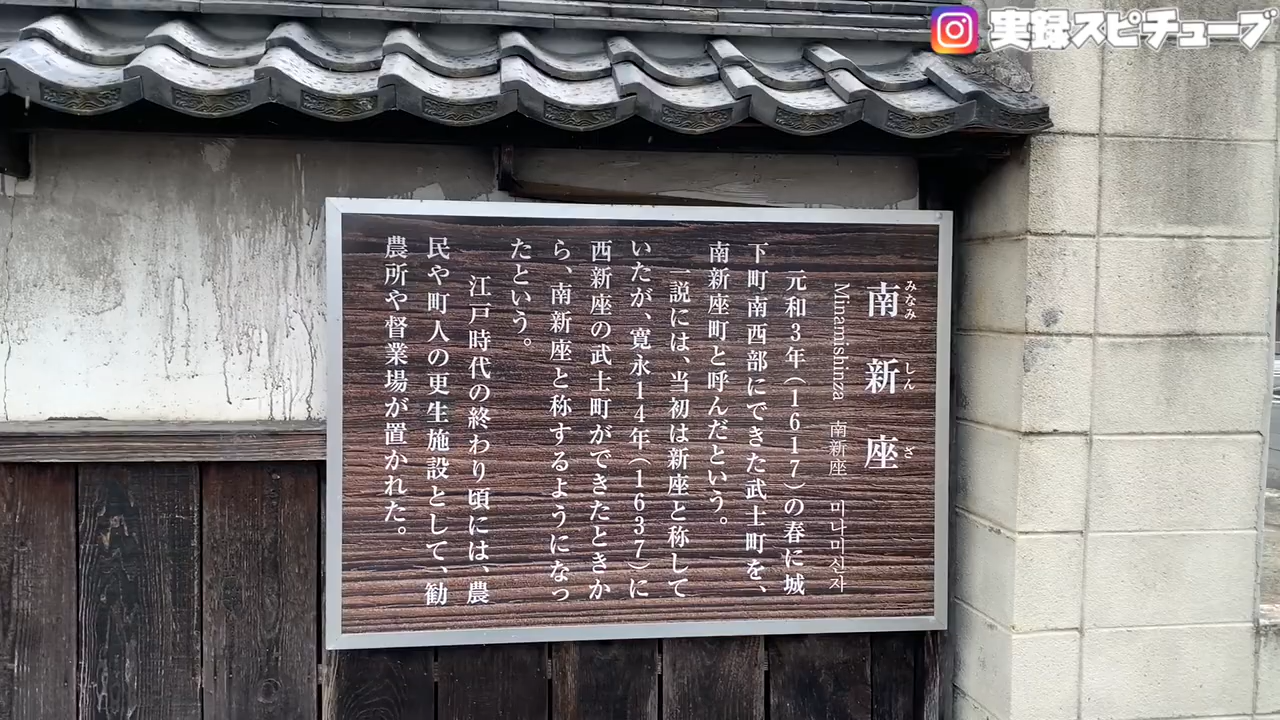 実録スピチューブ
南新座
みなみしんざ
Minamishinza 南新座 미나미신자
元和3年（1617）の春に城
下町南西部にできた武士町を、
南新座町と呼んだという。
一説には、当初は新座と称して
いたが、寛永14年（1637）に
西新座の武士町ができたときか
ら、南新座と称するようになっ
たという。
江戸時代の終わり頃には、農
民や町人の更生施設として、勧
農所や督業場が置かれた。